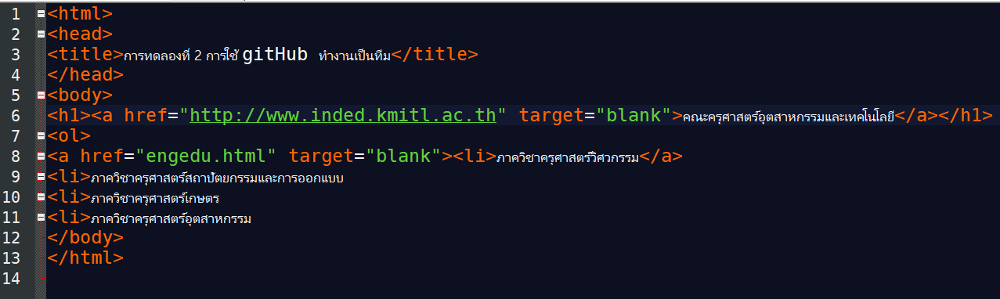 1 <html>
2 <head>
3 <title>การทดลองที่ 2 การใช้ gitHub ทำงานเป็นทีม</title>
4 </head>
5 <body>
6 <h1><a href="http://www.inded.kmitl.ac.th" target="blank">คณะครุศาสตร์อุตสาหกรรมและเทคโนโลยี</a></h1>
7 <ol>
8 <a href="engedu.html" target="blank"><li>ภาควิชาครุศาสตร์วิศวกรรม</a>
9 <li>ภาควิชาครุศาสตร์สถาปัตยกรรมและการออกแบบ
10 <li>ภาควิชาครุศาสตร์เกษตร
11 <li>ภาควิชาครุศาสตร์อุตสาหกรรม
12 </body>
13 </html>
14